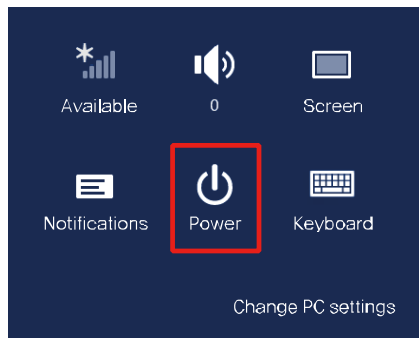 Available
0
Screen
Notifications
Power
Keyboard
Change PC settings